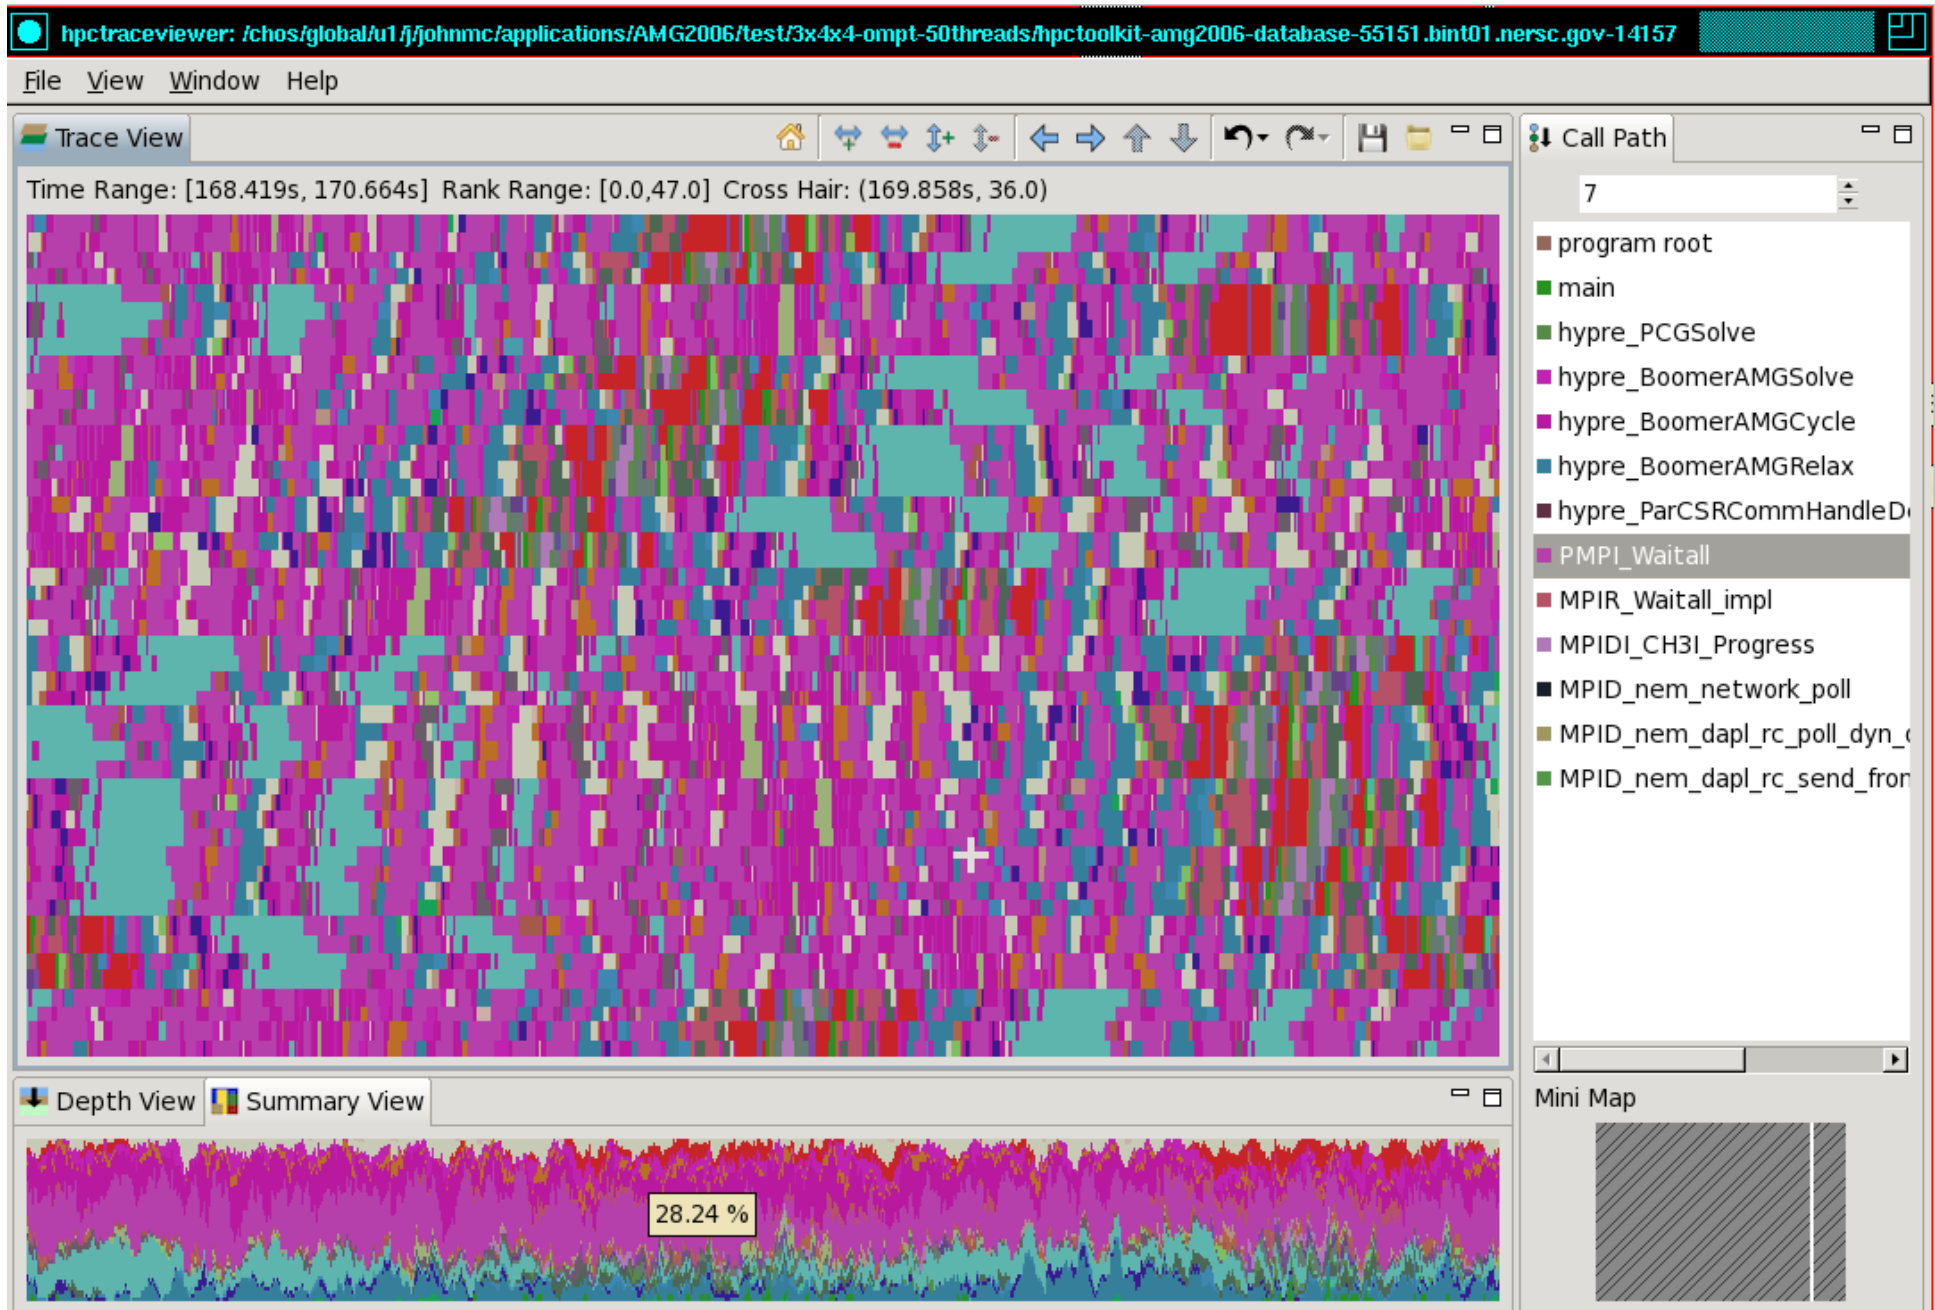 hpctraceviewer: /chos/global/u1/j/johnmc/applications/AMG2006/test/3x4x4-ompt-50threads/hpctoolkit-amg2006-database-55151.bint01.nersc.gov-14157
File View Window Help
Trace View
Call Path
Time Range: [168.419s, 170.664s] Rank Range: [0.0,47.0] Cross Hair: (169.858s, 36.0)
7
program root
main
hypre_PCGSolve
hypre_BoomerAMGSolve
hypre_BoomerAMGCycle
hypre_BoomerAMGRelax
hypre_ParCSRCommHandleD
PMPI_Waitall
MPIR_Waitall_impl
MPIDI_CH3I_Progress
MPID_nem_network_poll
MPID_nem_dapl_rc_poll_dyn_
MPID_nem_dapl_rc_send_fron
Depth View Summary View
Mini Map
28.24 %